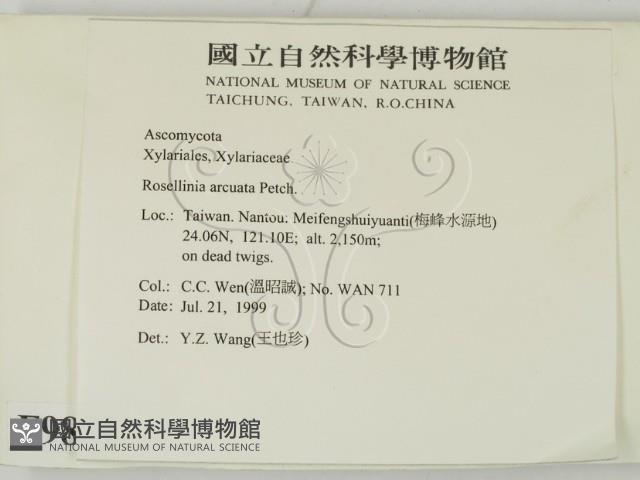 國立自然科學博物館
NATIONAL MUSEUM OF NATURAL SCIENCE
TAICHUNG, TAIWAN, R.O.CHINA
Ascomycota
Xylariales, Xylariaceae
Rosellinia arcuata Petch.
Loc.: Taiwan. Nantou: Meifengshuiyuanti(梅峰水源地)
24.06N, 121.10E; alt. 2,150m;
on dead twigs.
Col.: C.C. Wen(溫昭誠); No. WAN 711
Date: Jul. 21, 1999
Det.: Y.Z. Wang(王也珍)
國立自然科學博物館
NATIONAL MUSEUM OF NATURAL SCIENCE